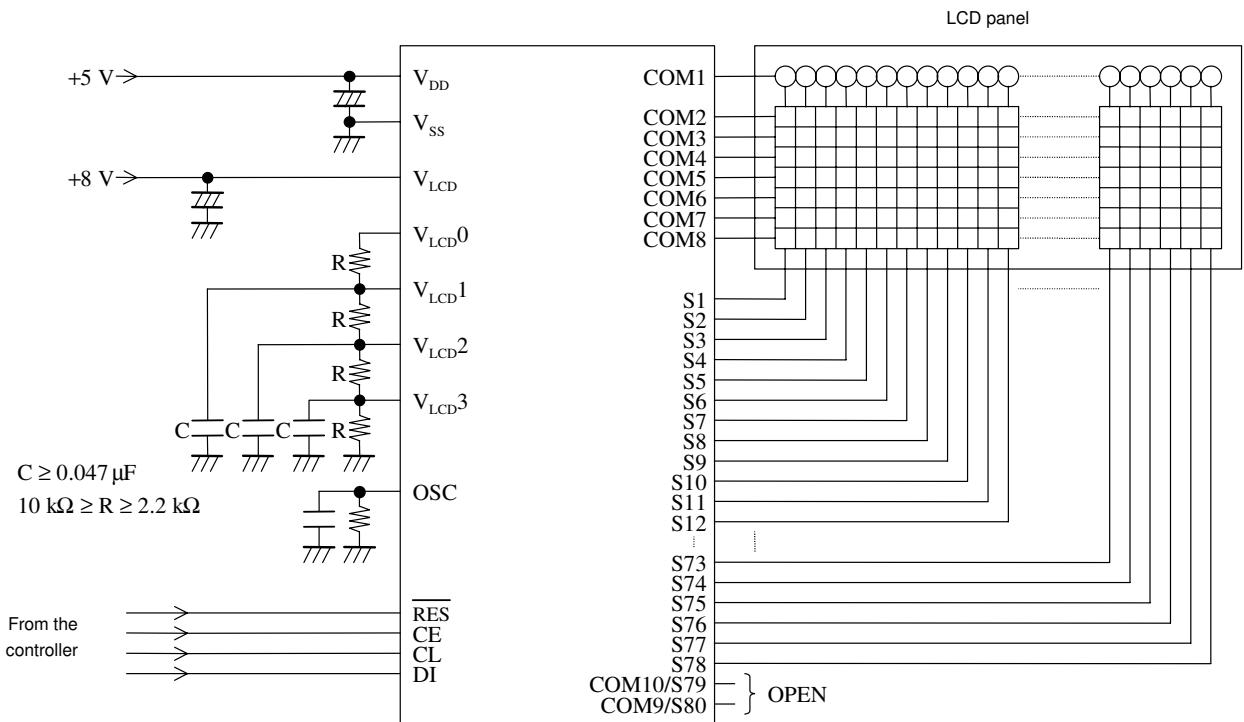 LCD panel
+5 V
VDD
VSS
+8 V
VLCD
VLCD0
R
VLCD1
R
VLCD2
R
VLCD3
C
C
C
R
C ≥ 0.047 µF
10 kΩ ≥ R ≥ 2.2 kΩ
OSC
From the
controller
RES
CE
CL
DI
COM1
COM2
COM3
COM4
COM5
COM6
COM7
COM8
S1
S2
S3
S4
S5
S6
S7
S8
S9
S10
S11
S12
S73
S74
S75
S76
S77
S78
COM10/S79
COM9/S80
OPEN